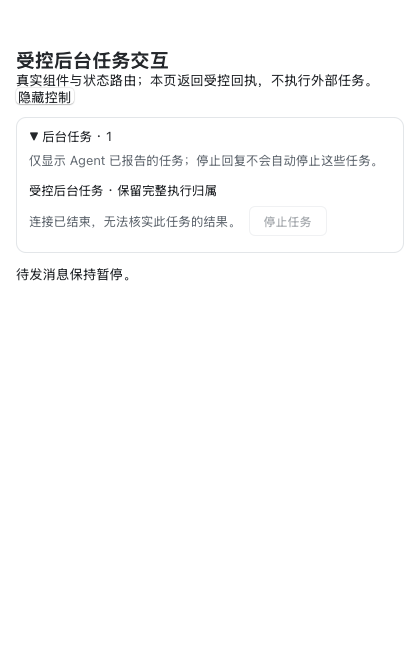 受控后台任务交互
真实组件与状态路由；本页返回受控回执，不执行外部任务。
隐藏控制
▼ 后台任务 · 1
仅显示 Agent 已报告的任务；停止回复不会自动停止这些任务。
受控后台任务 · 保留完整执行归属
连接已结束，无法核实此任务的结果。 停止任务
待发消息保持暂停。